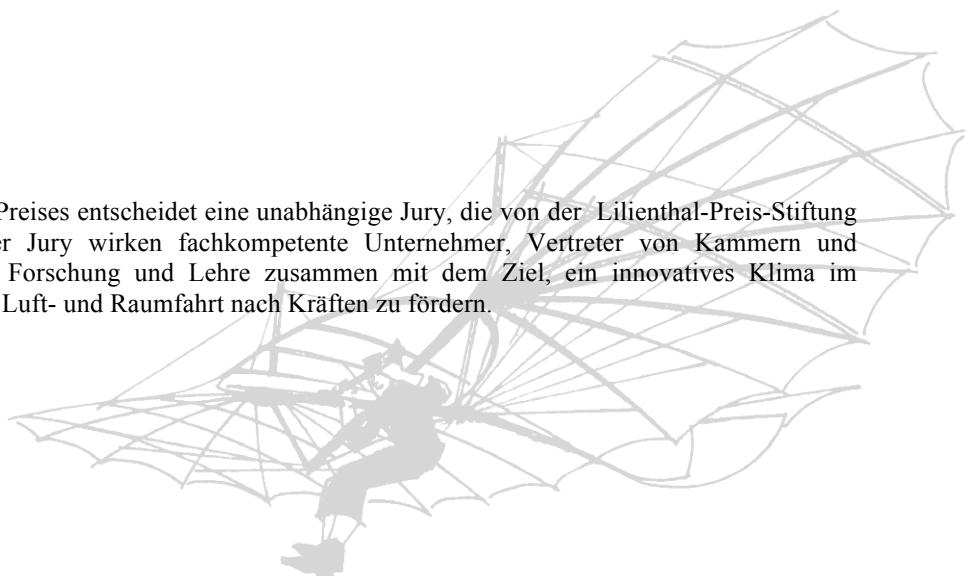 Preises entscheidet eine unabhängige Jury, die von der Lilienthal-Preis-Stiftung
er Jury wirken fachkompetente Unternehmer, Vertreter von Kammern und
Forschung und Lehre zusammen mit dem Ziel, ein innovatives Klima im
Luft- und Raumfahrt nach Kräften zu fördern.